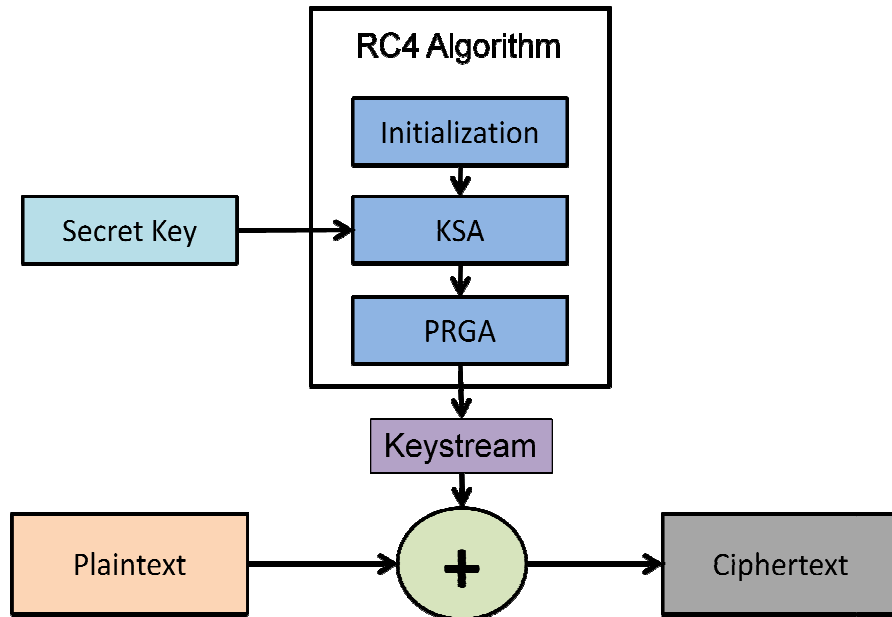 RC4 Algorithm
Initialization
Secret Key
KSA
PRGA
Keystream
Plaintext
+
Ciphertext